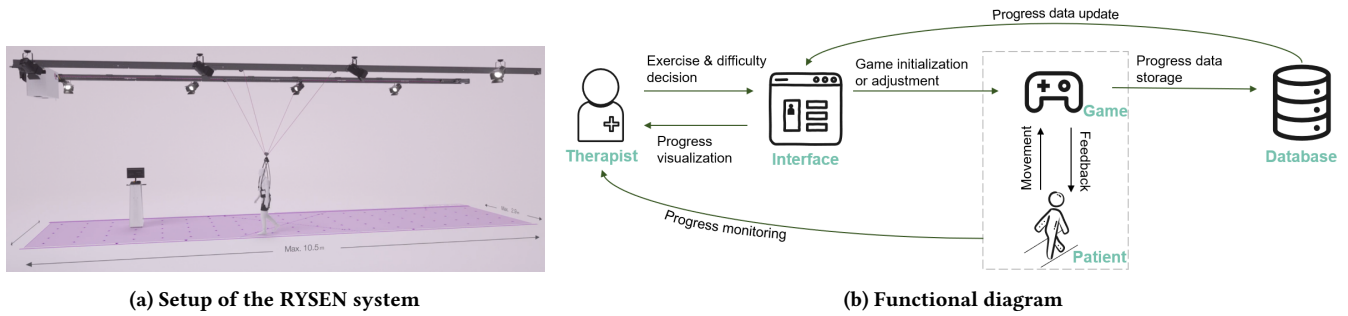 Max. 10.5m
(a) Setup of the RYSEN system
Progress data update
Exercise & difficulty
decision
Game initialization
or adjustment
Progress data
storage
Game
Progress
visualization
Movement
Feedback
Therapist
Interface
Database
Progress monitoring
Patient
(b) Functional diagram